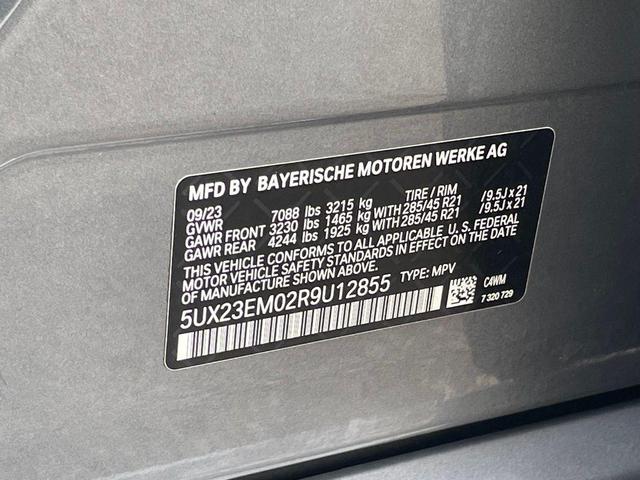 MFD BY BAYERISCHE MOTOREN WERKE AG
09/23 TIRE / RIM
GVWR 7088 lbs 3215 kg
GAWR FRONT 3230 lbs 1465 kg WITH 285/45 R21 /9.5J x 21
GAWR REAR 4244 lbs 1925 kg WITH 285/45 R21 /9.5J x 21
THIS VEHICLE CONFORMS TO ALL APPLICABLE U.S. FEDERAL
MOTOR VEHICLE SAFETY STANDARDS IN EFFECT ON THE
DATE OF MANUFACTURE SHOWN ABOVE.
5UX23EM02R9U12855 TYPE: MPV C4WM
7 320 729